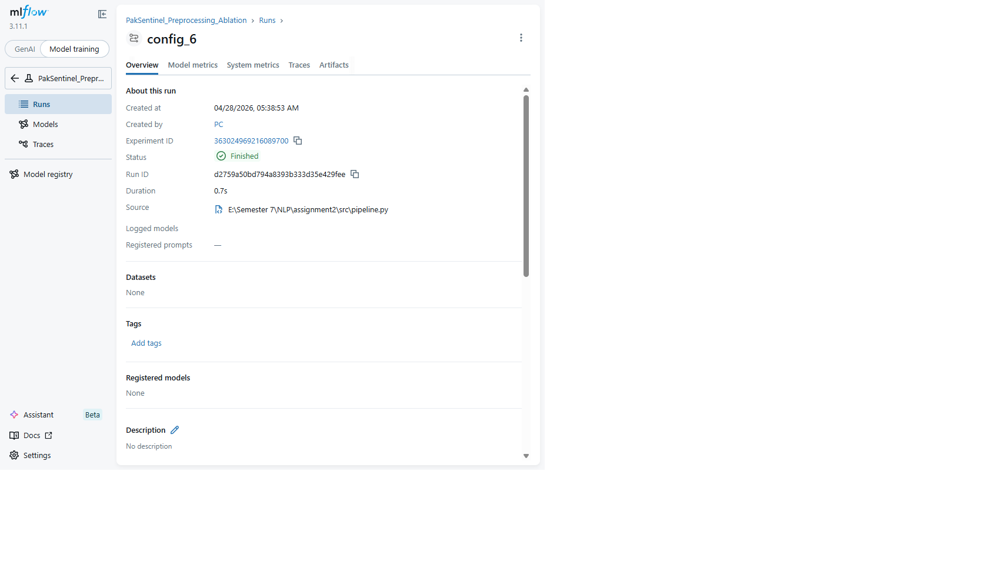 mlflow
3.11.1
GenAI Model training
PakSentinel_Prepr...
Runs
Models
Traces
Model registry
Assistant Beta
Docs
Settings
PakSentinel_Preprocessing_Ablation › Runs ›
config_6
Overview Model metrics System metrics Traces Artifacts
About this run
Created at 04/28/2026, 05:38:53 AM
Created by PC
Experiment ID 363024969216089700
Status Finished
Run ID d2759a50bd794a8393b333d35e429fee
Duration 0.7s
Source E:\Semester 7\NLP\assignment2\src\pipeline.py
Logged models
Registered prompts —
Datasets
None
Tags
Add tags
Registered models
None
Description
No description